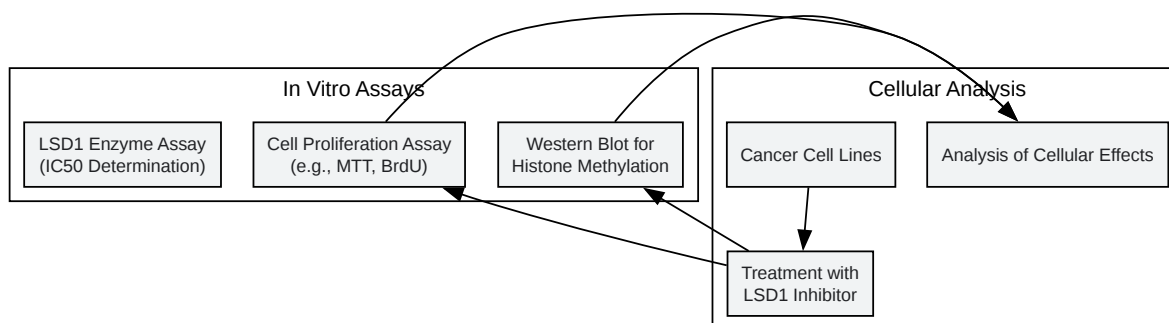 In Vitro Assays
LSD1 Enzyme Assay
(IC50 Determination)
Cell Proliferation Assay
(e.g., MTT, BrdU)
Western Blot for
Histone Methylation
Cellular Analysis
Cancer Cell Lines
Analysis of Cellular Effects
Treatment with
LSD1 Inhibitor